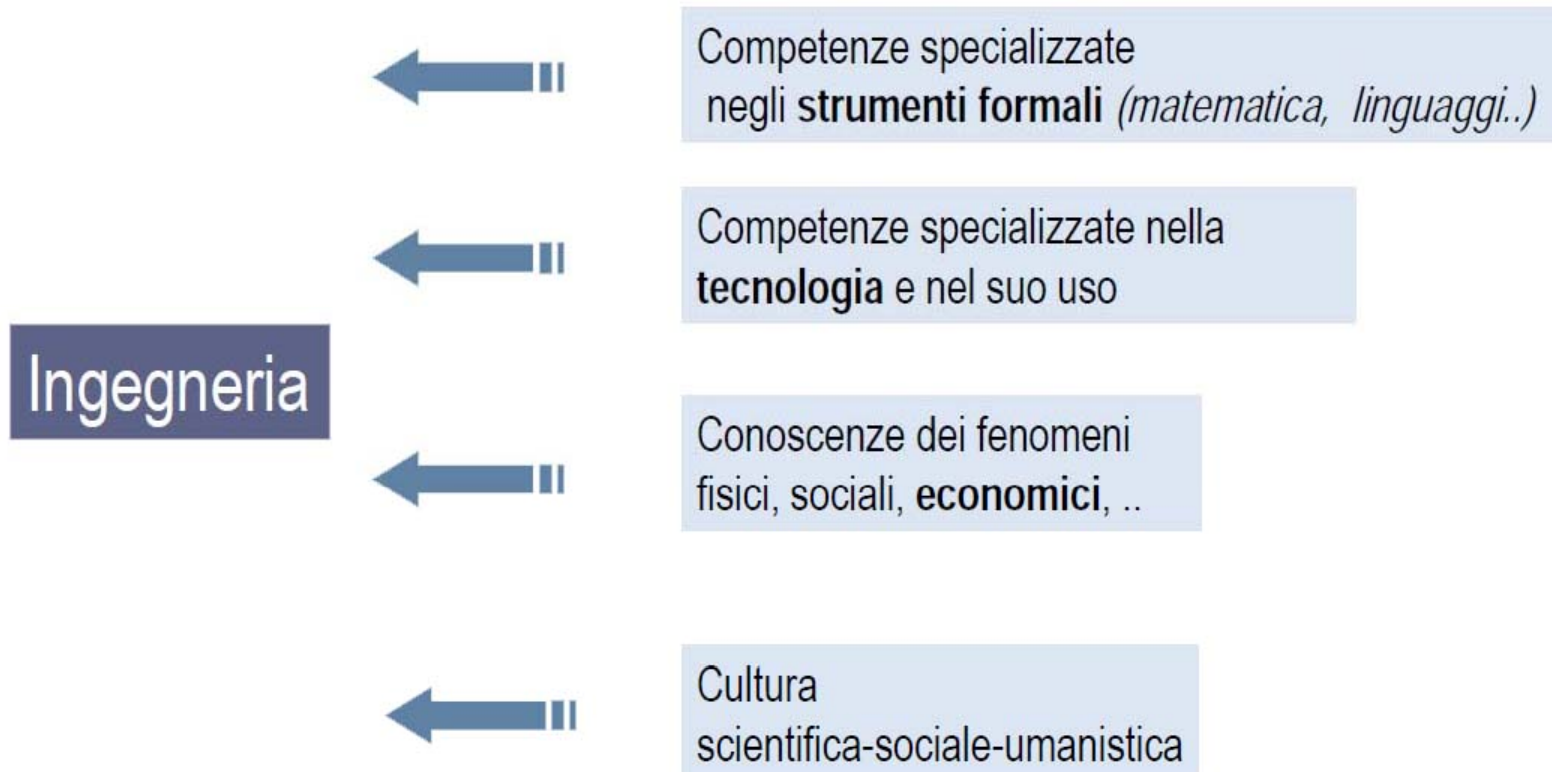 Competenze specializzate
negli strumenti formali (matematica, linguaggi..)
Competenze specializzate nella
tecnologia e nel suo uso
Ingegneria
Conoscenze dei fenomeni
fisici, sociali, economici, ..
Cultura
scientifica-sociale-umanistica